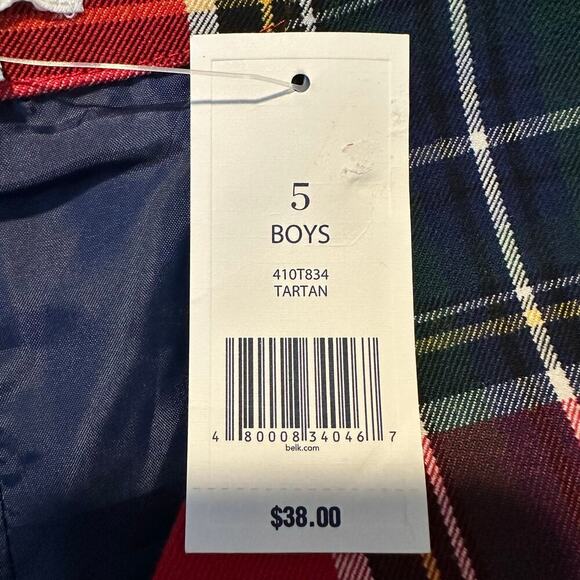 5
BOYS
410T834
TARTAN
4 80008 34046 7
belk.com
$38.00